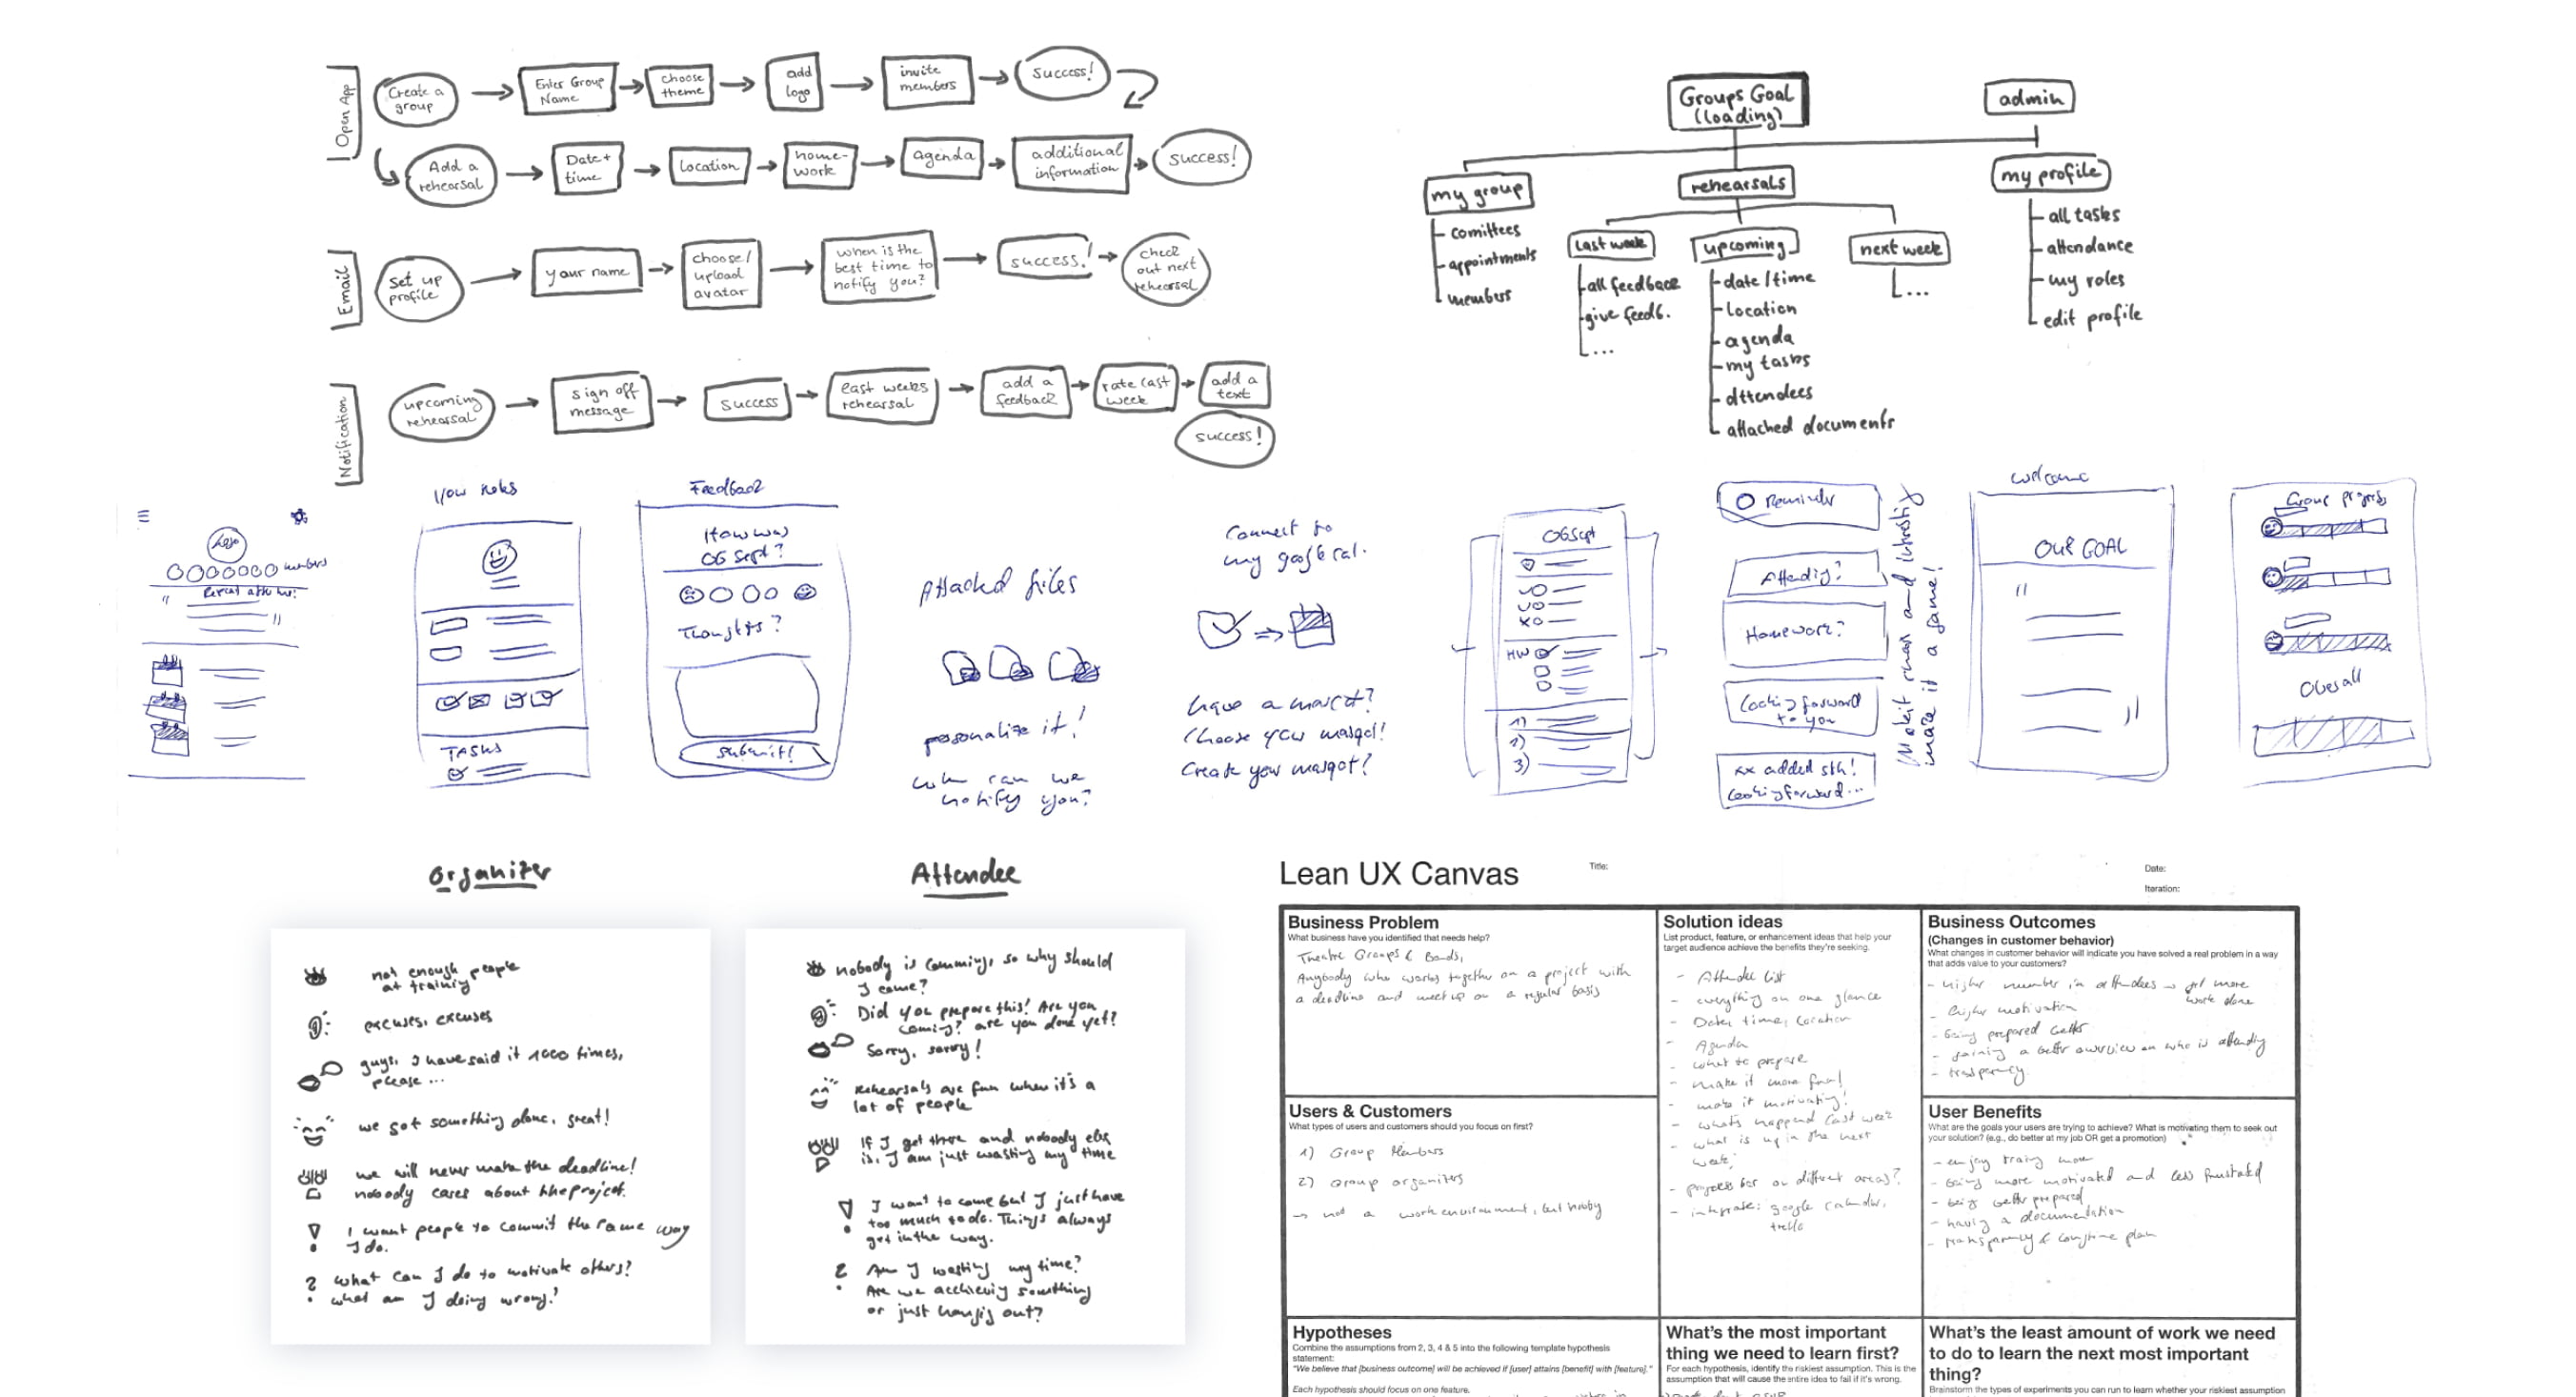 Open App
Create a
group
Enter Group
Name
choose
theme
add
logo
invite
members
success!
Add a
rehearsal
Date+
time
Location
home-
work
agenda
additional
information
success!
Email
Set up
profile
your name
choose/
upload
avatar
when is the
best time to
notify you?
success!
check
out next
rehearsal
Notification
upcoming
rehearsal
sign off
message
success
last weeks
rehearsal
add a
feedback
rate last
week
add a
text
success!
Groups Goal
(loading)
admin
my group
comittees
appointments
members
rehearsals
last week
all feedback
give feedb.
...
upcoming
date/time
location
agenda
my tasks
attendees
attached documents
next week
...
my profile
all tasks
attendance
my roles
edit profile
Logo
members
TASKS
Feedback
How was
06 Sept?
Thoughts?
submit!
Attached files
personalize it!
can we
notify you?
Connect to
my google cal.
have a mascot?
Choose your masgot!
Create your masgot?
06 Sept
HW
1)
2)
3)
Reminder
Attending?
Homework?
Looking forward
to you
xx added sth!
Looking forward...
make it a game!
welcome
OUR GOAL
Group progress
Overall
Organizer
not enough people
at training
excuses, excuses
guys, I have said it 1000 times,
please...
we got something done, great!
we will never make the deadline!
nobody cares about the project.
I want people to commit the same way
I do.
what can I do to motivate others?
what am I doing wrong?
Attendee
nobody is comming, so why should
I come?
Did you prepare this? Are you
coming? are you done yet?
Sorry, sorry!
Rehearsals are fun when it's a
lot of people
If I get there and nobody else
is, I am just wasting my time
I want to come but I just have
too much to do. Things always
get in the way.
Am I wasting my time?
Are we acchieving something
or just hanging out?
Lean UX Canvas
Title:
Date:
Iteration:
Business Problem
What business have you identified that needs help?
Theatre Groups & Bands,
Anybody who works together on a project with
a deadline and meet up on a regular basis
Solution ideas
List product, feature, or enhancement ideas that help your
target audience achieve the benefits they're seeking.
- Attendee list
- everything on one glance
- Date, time, location
- Agenda
- what to prepare
- make it more fun!
- make it motivating!
- whats happend last week
- what is up in the next
week?
- progress bar on different areas?
- integrate: google calendar,
trello
Business Outcomes
(Changes in customer behavior)
What changes in customer behavior will indicate you have solved a real problem in a way
that adds value to your customers?
- higher number in attendees → get more
work done
- higher motivation
- being prepared better
- gaining a better overview on who is attending
- transparency
Users & Customers
What types of users and customers should you focus on first?
1) Group Members
2) Group organizers
→ not a work environment, but hobby
User Benefits
What are the goals your users are trying to achieve? What is motivating them to seek out
your solution? (e.g., do better at my job OR get a promotion)
- enjoy training more
- being more motivated and less frustrated
- being better prepared
- having a documentation
- transparency & longtime plan
Hypotheses
Combine the assumptions from 2, 3, 4 & 5 into the following template hypothesis
statement:
"We believe that [business outcome] will be achieved if [user] attains [benefit] with [feature]."
Each hypothesis should focus on one feature.
What's the most important
thing we need to learn first?
For each hypothesis, identify the riskiest assumption. This is the
assumption that will cause the entire idea to fail if it's wrong.
What's the least amount of work we need
to do to learn the next most important
thing?
Brainstorm the types of experiments you can run to learn whether your riskiest assumption